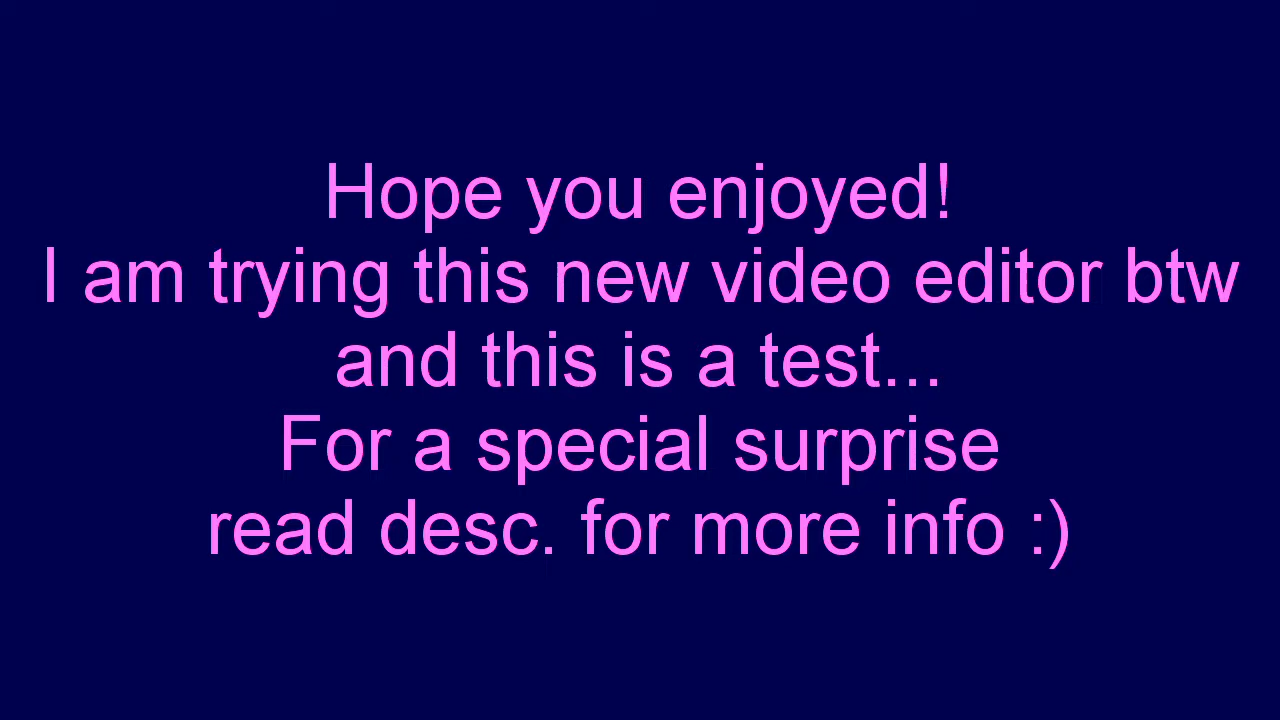 Hope you enjoyed!
I am trying this new video editor btw
and this is a test...
For a special surprise
read desc. for more info :)